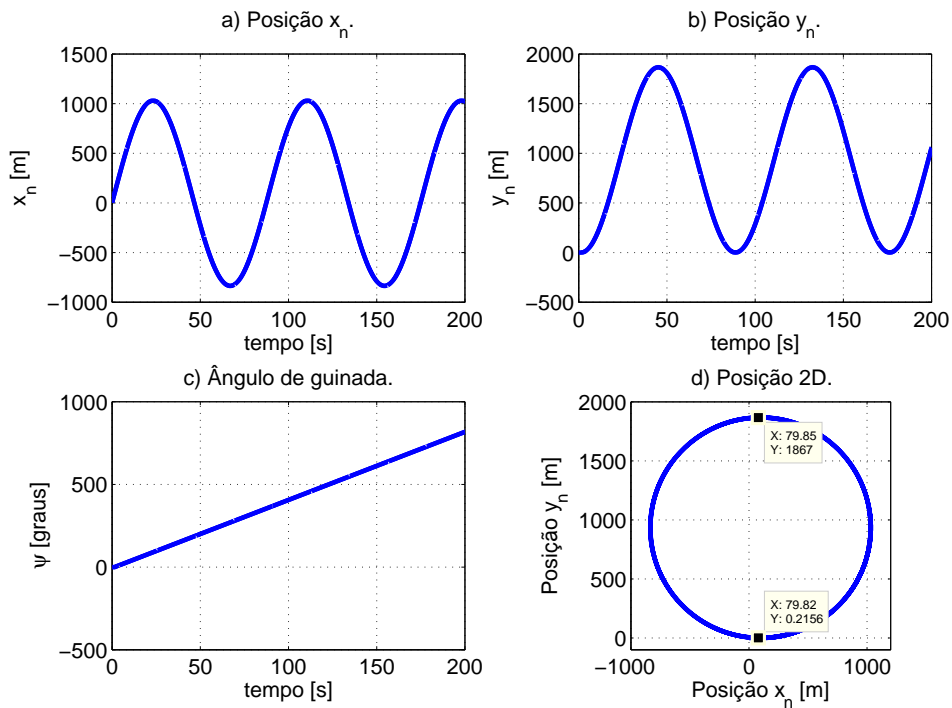 a) Posição x_n.
1500
1000
500
0
−500
−1000
x_n [m]
0 50 100 150 200
tempo [s]
b) Posição y_n.
2000
1500
1000
500
0
−500
y_n [m]
0 50 100 150 200
tempo [s]
c) Ângulo de guinada.
1000
500
0
−500
ψ [graus]
0 50 100 150 200
tempo [s]
d) Posição 2D.
2000
1500
1000
500
0
Posição y_n [m]
X: 79.85
Y: 1867
X: 79.82
Y: 0.2156
−1000 0 1000
Posição x_n [m]